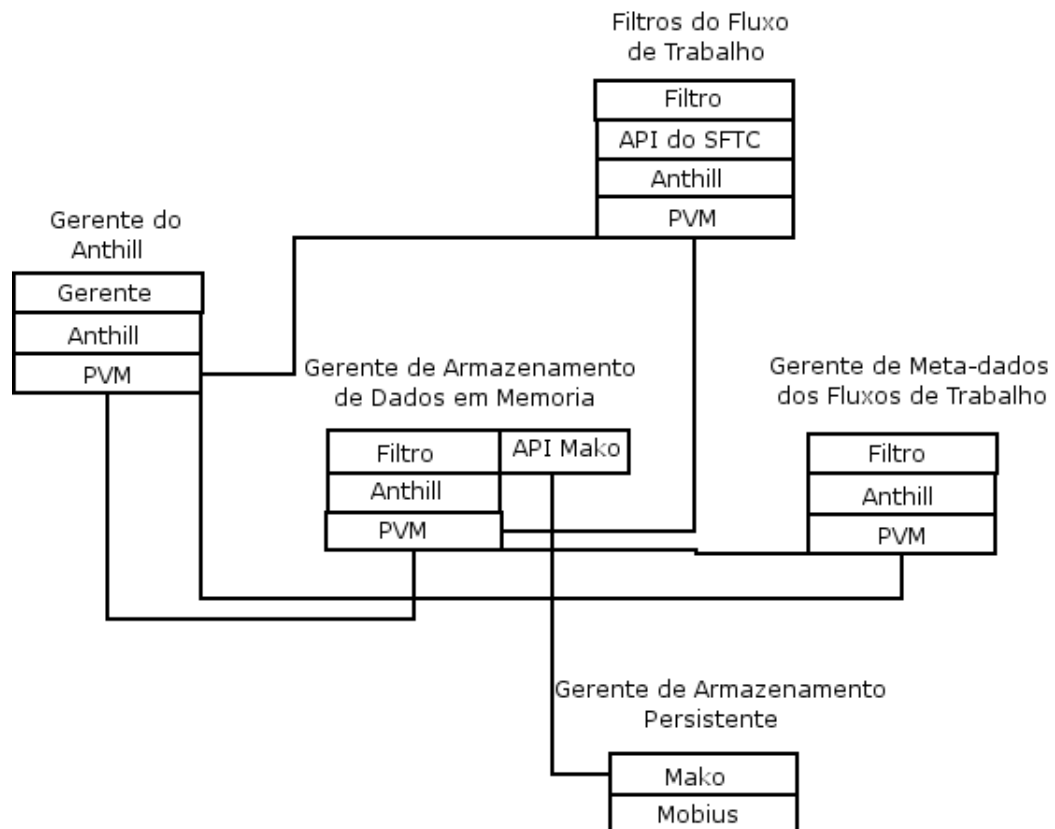 Filtros do Fluxo
de Trabalho
Filtro
API do SFTC
Anthill
PVM
Gerente do
Anthill
Gerente
Anthill
PVM
Gerente de Armazenamento
de Dados em Memoria
Filtro
API Mako
Anthill
PVM
Gerente de Meta-dados
dos Fluxos de Trabalho
Filtro
Anthill
PVM
Gerente de Armazenamento
Persistente
Mako
Mobius